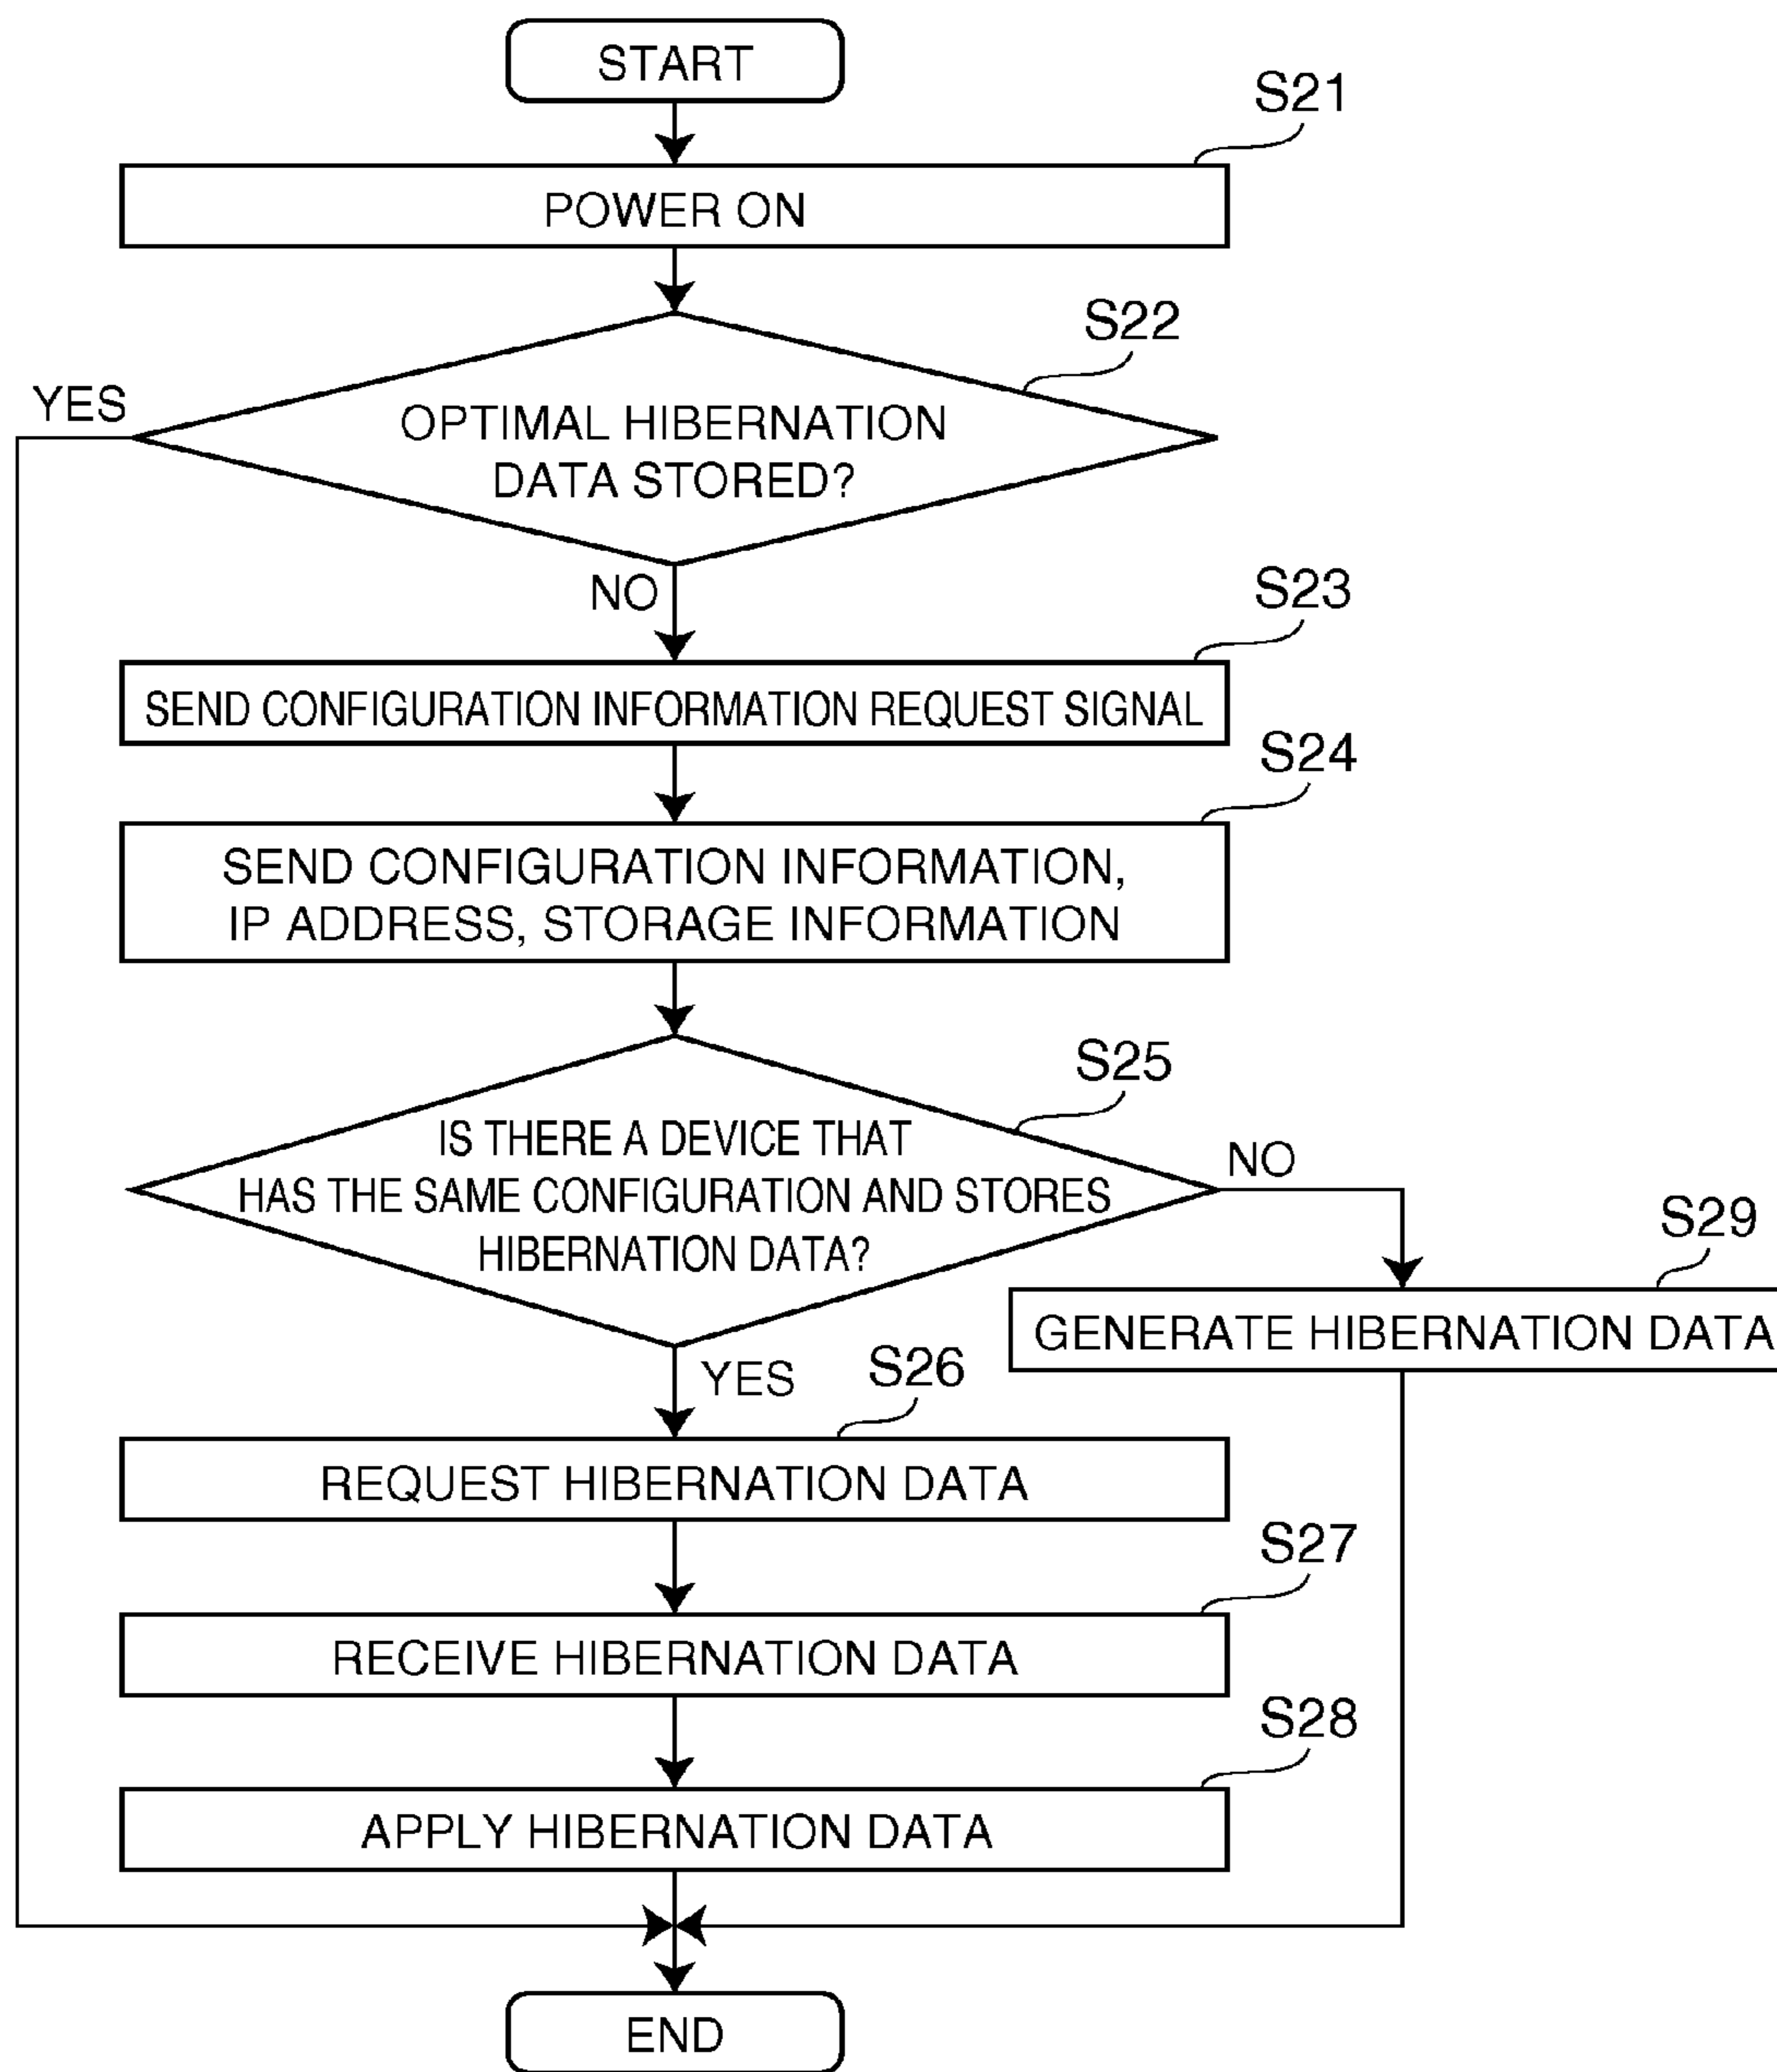 START
S21
POWER ON
S22
YES
OPTIMAL HIBERNATION
DATA STORED?
NO
S23
SEND CONFIGURATION INFORMATION REQUEST SIGNAL
S24
SEND CONFIGURATION INFORMATION,
IP ADDRESS, STORAGE INFORMATION
S25
IS THERE A DEVICE THAT
HAS THE SAME CONFIGURATION AND STORES
HIBERNATION DATA?
NO
S29
GENERATE HIBERNATION DATA
YES
S26
REQUEST HIBERNATION DATA
S27
RECEIVE HIBERNATION DATA
S28
APPLY HIBERNATION DATA
END